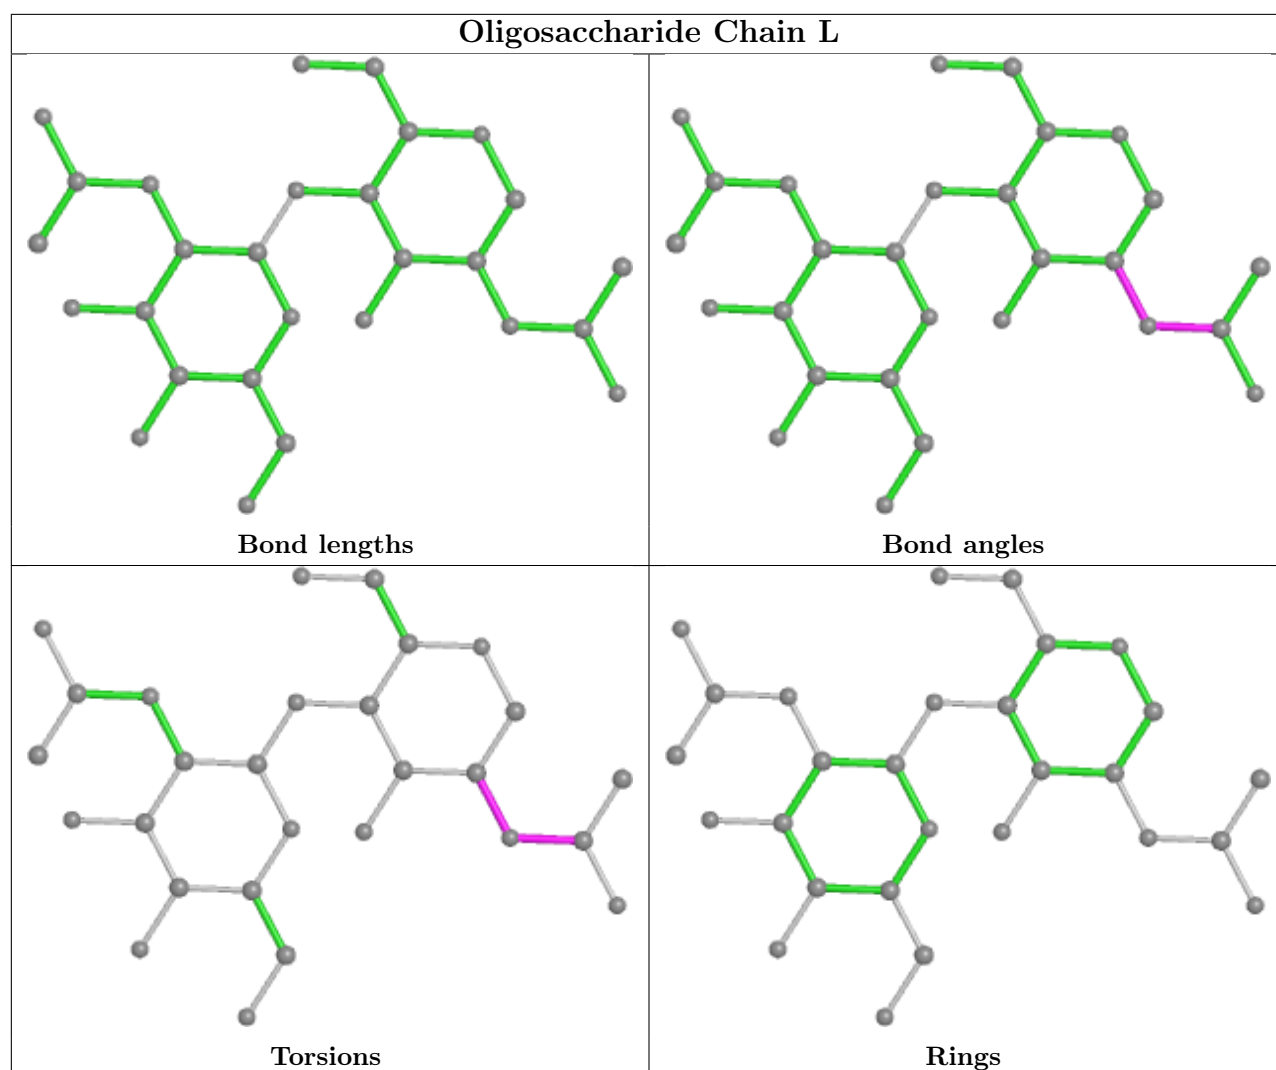 Oligosaccharide Chain L
Bond lengths
Bond angles
Torsions
Rings